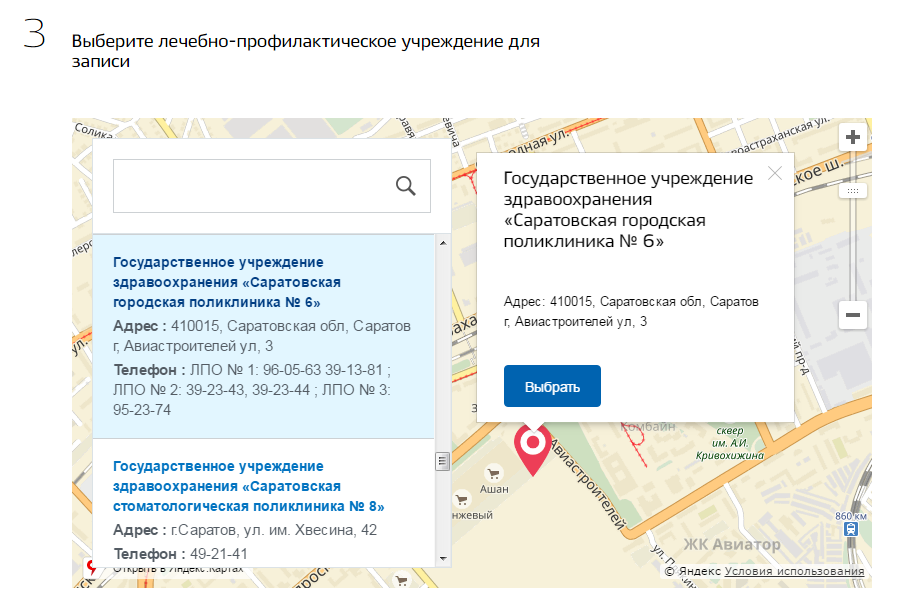 3
Выберите лечебно-профилактическое учреждение для
записи
Государственное учреждение
здравоохранения «Саратовская
городская поликлиника № 6»
Адрес : 410015, Саратовская обл, Саратов
г, Авиастроителей ул, 3
Телефон : ЛПО № 1: 96-05-63 39-13-81 ;
ЛПО № 2: 39-23-43, 39-23-44 ; ЛПО № 3:
95-23-74
Государственное учреждение
здравоохранения «Саратовская
стоматологическая поликлиника № 8»
Адрес : г.Саратов, ул. им. Хвесина, 42
Телефон : 49-21-41
Открыть в Яндекс.Картах
Государственное учреждение
здравоохранения
«Саратовская городская
поликлиника № 6»
Адрес: 410015, Саратовская обл, Саратов
г, Авиастроителей ул, 3
Выбрать
Комбайн
сквер
им. А.И.
Кривохижина
Авиастроителей
Ашан
860 км
ЖК Авиатор
© Яндекс Условия использования